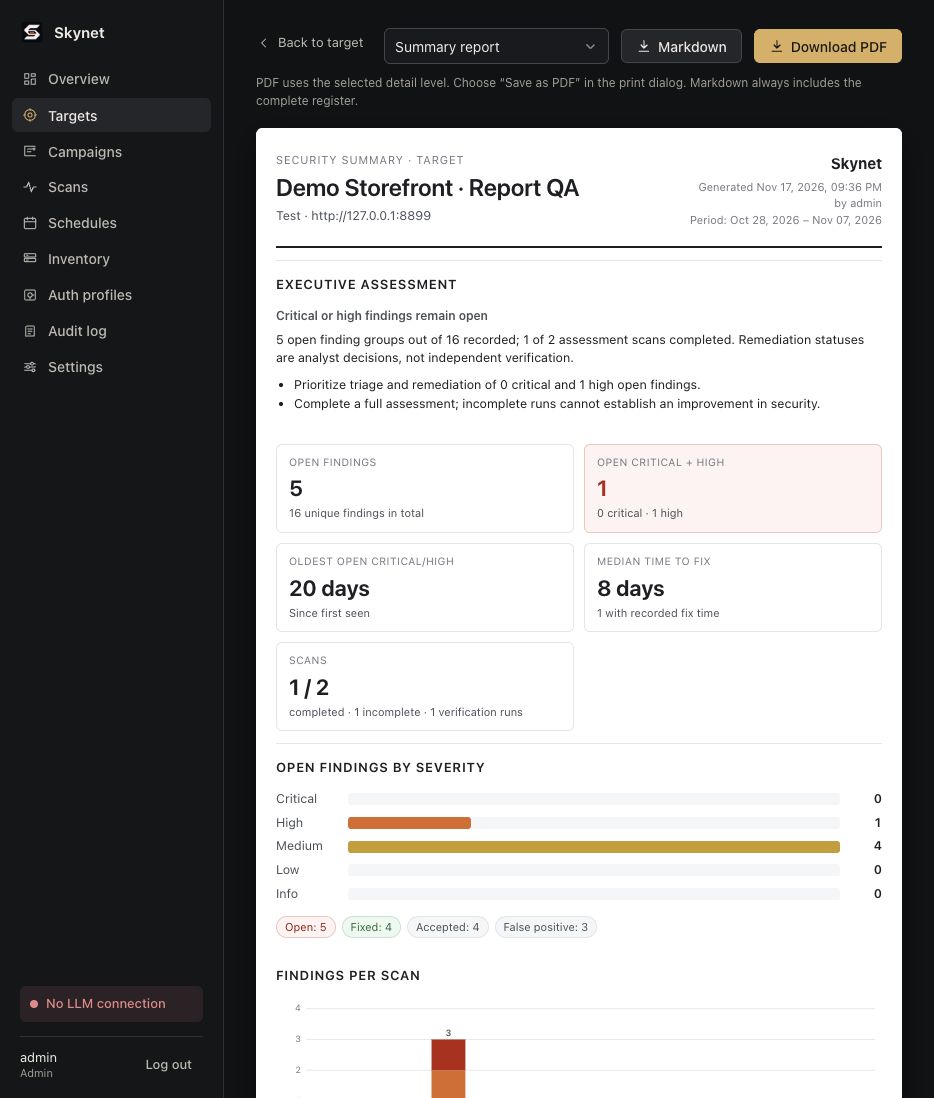 Skynet
Overview
Targets
Campaigns
Scans
Schedules
Inventory
Auth profiles
Audit log
Settings
No LLM connection
admin
Admin
Log out
Back to target
Summary report
Markdown
Download PDF
PDF uses the selected detail level. Choose “Save as PDF” in the print dialog. Markdown always includes the
complete register.
SECURITY SUMMARY · TARGET
Demo Storefront · Report QA
Test · http://127.0.0.1:8899
Skynet
Generated Nov 17, 2026, 09:36 PM
by admin
Period: Oct 28, 2026 – Nov 07, 2026
EXECUTIVE ASSESSMENT
Critical or high findings remain open
5 open finding groups out of 16 recorded; 1 of 2 assessment scans completed. Remediation statuses
are analyst decisions, not independent verification.
• Prioritize triage and remediation of 0 critical and 1 high open findings.
• Complete a full assessment; incomplete runs cannot establish an improvement in security.
OPEN FINDINGS
5
16 unique findings in total
OPEN CRITICAL + HIGH
1
0 critical · 1 high
OLDEST OPEN CRITICAL/HIGH
20 days
Since first seen
MEDIAN TIME TO FIX
8 days
1 with recorded fix time
SCANS
1 / 2
completed · 1 incomplete · 1 verification runs
OPEN FINDINGS BY SEVERITY
Critical 0
High 1
Medium 4
Low 0
Info 0
Open: 5 Fixed: 4 Accepted: 4 False positive: 3
FINDINGS PER SCAN
4
3
3
2